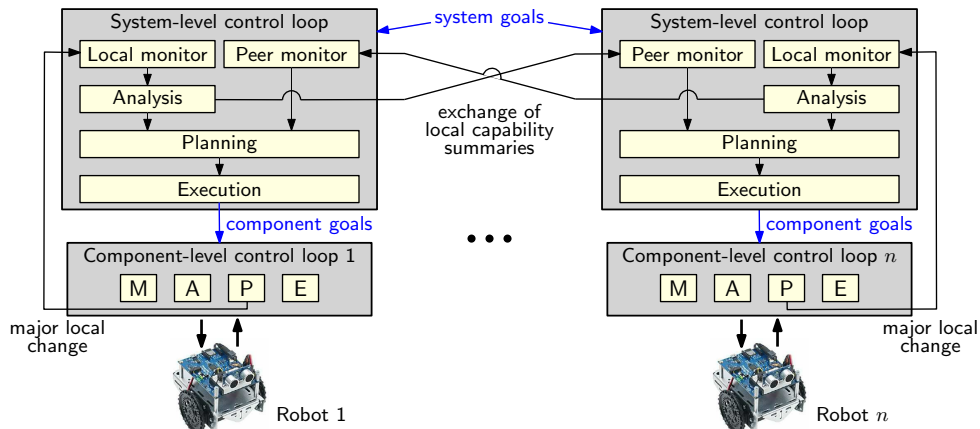 System-level control loop
Local monitor
Peer monitor
Analysis
Planning
Execution
system goals
exchange of
local capability
summaries
System-level control loop
Peer monitor
Local monitor
Analysis
Planning
Execution
component goals
component goals
Component-level control loop 1
M A P E
• • •
Component-level control loop n
M A P E
major local
change
Robot 1
major local
change
Robot n